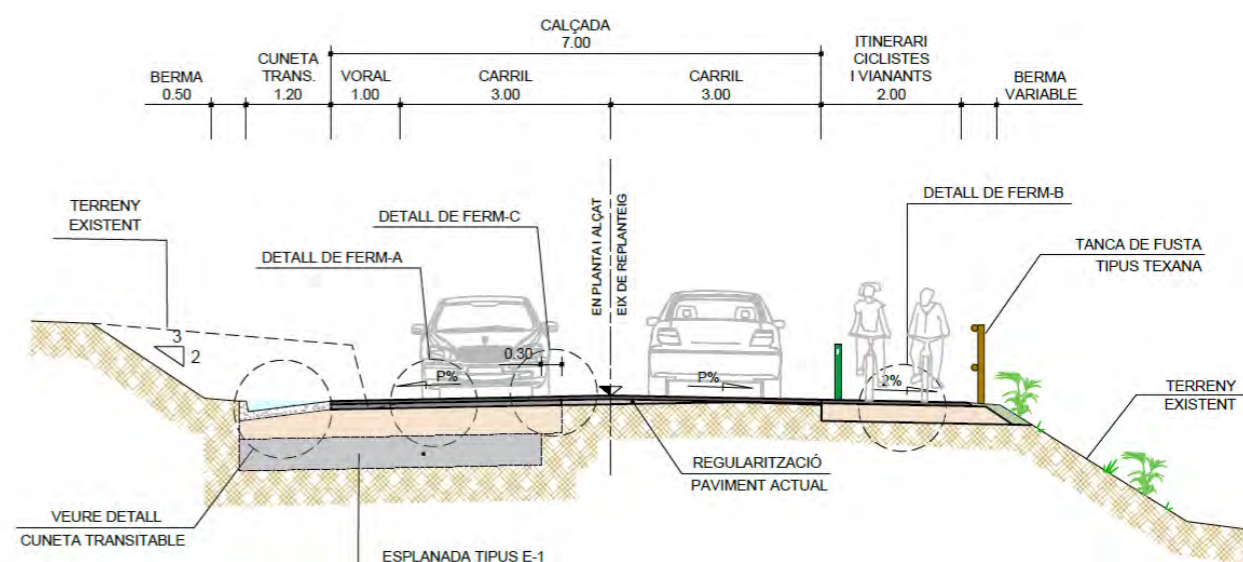 CALÇADA
7.00
BERMA
0.50
CUNETA
TRANS.
1.20
VORAL
1.00
CARRIL
3.00
CARRIL
3.00
ITINERARI
CICLISTES
I VIANANTS
2.00
BERMA
VARIABLE
TERRENY
EXISTENT
DETALL DE FERM-C
DETALL DE FERM-A
EN PLANTA I ALÇAT
EIX DE REPLANTEIG
DETALL DE FERM-B
TANCA DE FUSTA
TIPUS TEXANA
3
2
0.30
P%
P%
2%
TERRENY
EXISTENT
REGULARITZACIÓ
PAVIMENT ACTUAL
VEURE DETALL
CUNETA TRANSITABLE
ESPLANADA TIPUS E-1